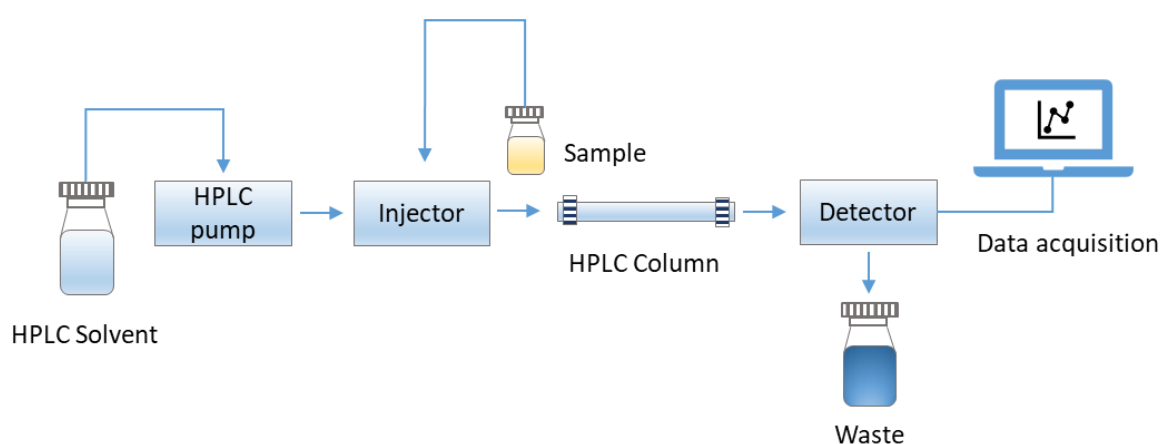 Sample
HPLC
pump
Injector
Detector
HPLC Column
Data acquisition
HPLC Solvent
Waste